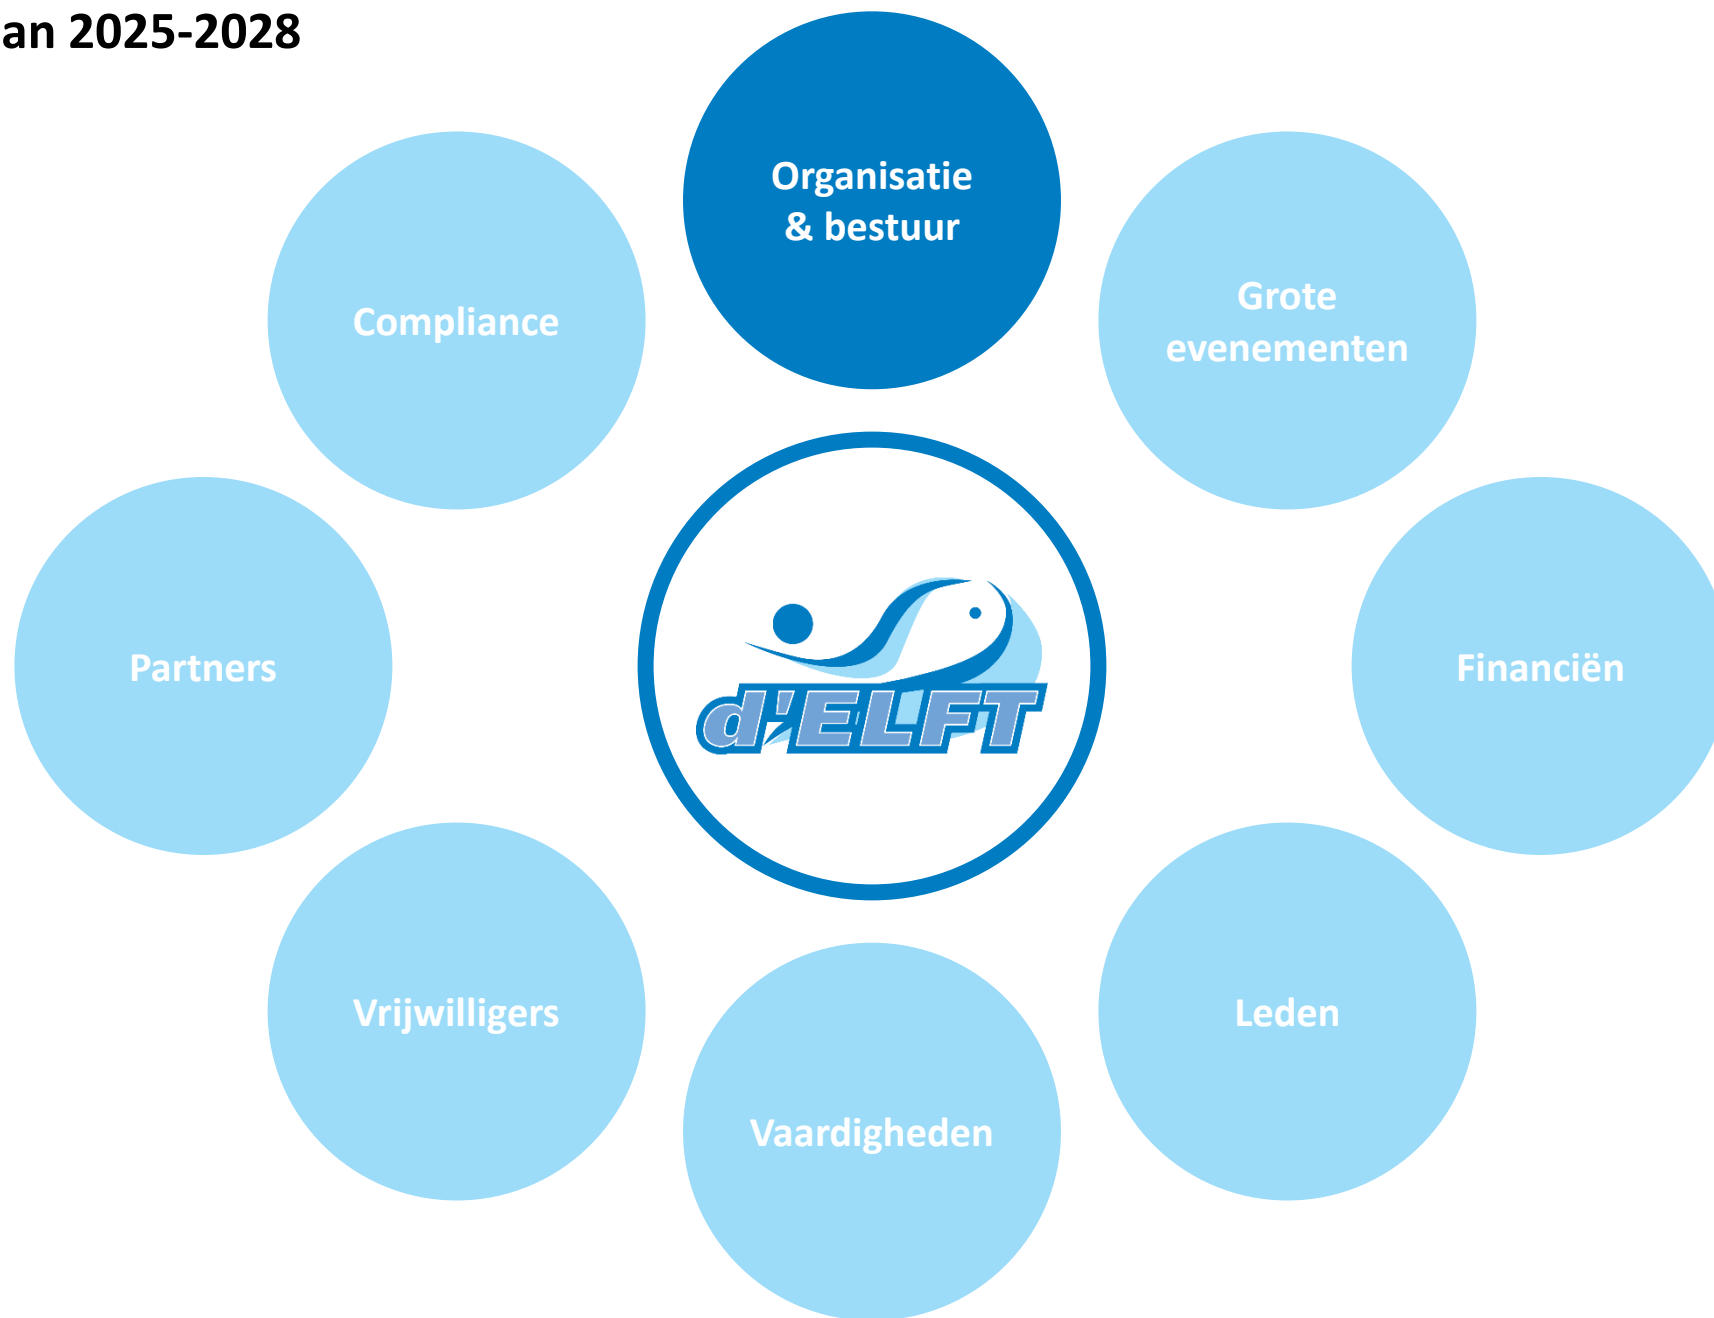 an 2025-2028
Organisatie
& bestuur
Grote
evenementen
Compliance
Partners
Financiën
d'ELFT
Vrijwilligers
Leden
Vaardigheden